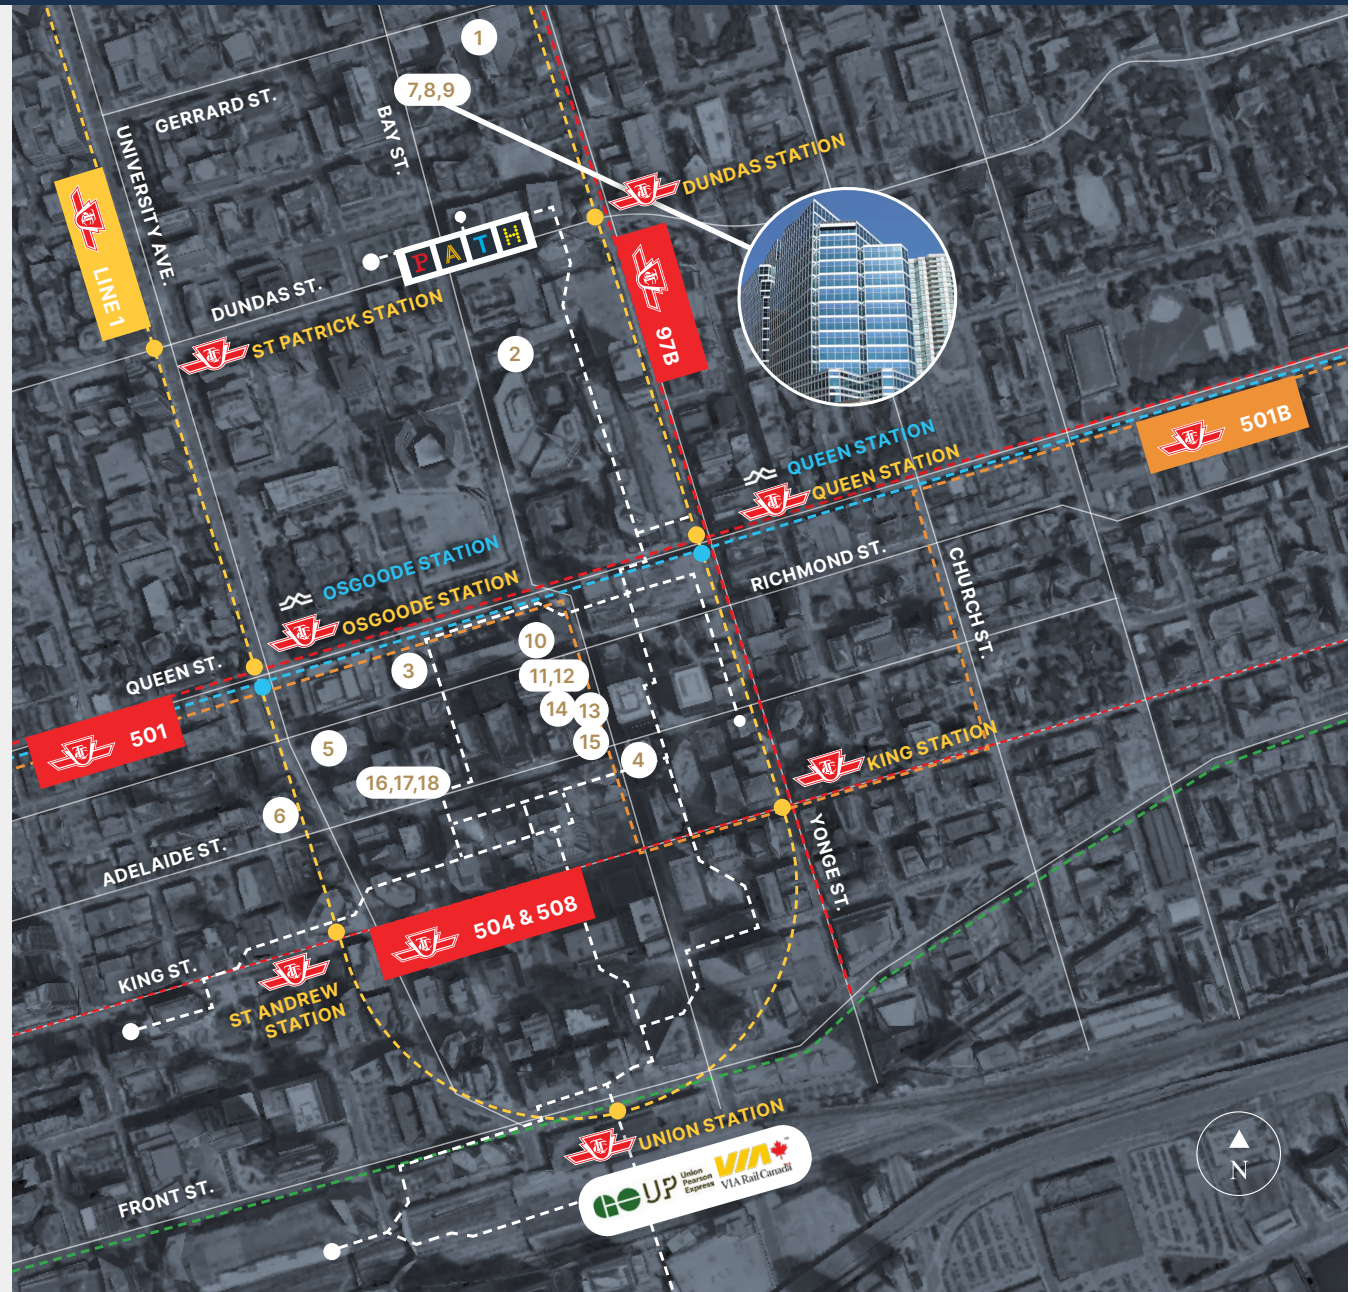 1
7,8,9
GERRARD ST.
BAY ST.
UNIVERSITY AVE.
DUNDAS STATION
PATH
LINE 1
DUNDAS ST.
97B
ST PATRICK STATION
2
501B
QUEEN STATION
QUEEN STATION
OSGOODE STATION
OSGOODE STATION
RICHMOND ST.
CHURCH ST.
QUEEN ST.
10
3
11,12
14
13
15
501
5
4
KING STATION
16,17,18
6
YONGE ST.
ADELAIDE ST.
504 & 508
KING ST.
ST ANDREW
STATION
UNION STATION
GO
UP
Union
Pearson
Express
VIA
VIA Rail Canada
FRONT ST.
N